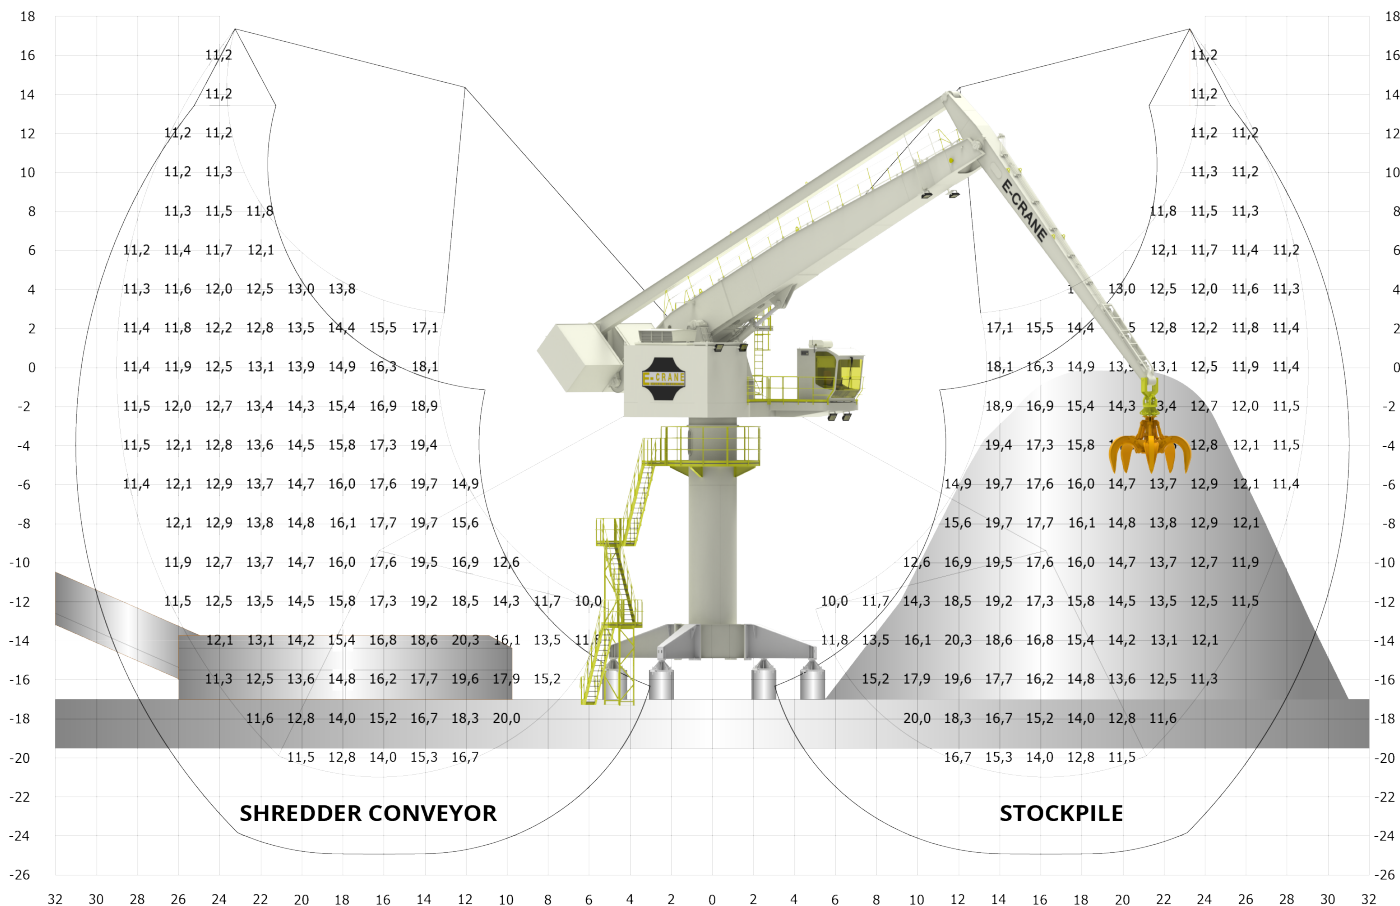 18 18
16 11,2 11,2 16
14 11,2 11,2 14
12 11,2 11,2 11,2 11,2 12
10 11,2 11,3 11,3 11,2 10
8 11,3 11,5 11,8 11,8 11,5 11,3 8
6 11,2 11,4 11,7 12,1 12,1 11,7 11,4 11,2 6
4 11,3 11,6 12,0 12,5 13,0 13,8 13,0 12,5 12,0 11,6 11,3 4
2 11,4 11,8 12,2 12,8 13,5 14,4 15,5 17,1 17,1 15,5 14,4 12,8 12,2 11,8 11,4 2
0 11,4 11,9 12,5 13,1 13,9 14,9 16,3 18,1 18,1 16,3 14,9 13,1 12,5 11,9 11,4 0
-2 11,5 12,0 12,7 13,4 14,3 15,4 16,9 18,9 18,9 16,9 15,4 14,3 13,4 12,7 12,0 11,5 -2
-4 11,5 12,1 12,8 13,6 14,5 15,8 17,3 19,4 19,4 17,3 15,8 12,8 12,1 11,5 -4
-6 11,4 12,1 12,9 13,7 14,7 16,0 17,6 19,7 14,9 14,9 19,7 17,6 16,0 14,7 13,7 12,9 12,1 11,4 -6
-8 12,1 12,9 13,8 14,8 16,1 17,7 19,7 15,6 15,6 19,7 17,7 16,1 14,8 13,8 12,9 12,1 -8
-10 11,9 12,7 13,7 14,7 16,0 17,6 19,5 16,9 12,6 12,6 16,9 19,5 17,6 16,0 14,7 13,7 12,7 11,9 -10
-12 11,5 12,5 13,5 14,5 15,8 17,3 19,2 18,5 14,3 11,7 10,0 10,0 11,7 14,3 18,5 19,2 17,3 15,8 14,5 13,5 12,5 11,5 -12
-14 12,1 13,1 14,2 15,4 16,8 18,6 20,3 16,1 13,5 11,8 11,8 13,5 16,1 20,3 18,6 16,8 15,4 14,2 13,1 12,1 -14
-16 11,3 12,5 13,6 14,8 16,2 17,7 19,6 17,9 15,2 15,2 17,9 19,6 17,7 16,2 14,8 13,6 12,5 11,3 -16
-18 11,6 12,8 14,0 15,2 16,7 18,3 20,0 20,0 18,3 16,7 15,2 14,0 12,8 11,6 -18
-20 11,5 12,8 14,0 15,3 16,7 16,7 15,3 14,0 12,8 11,5 -20
-22 -22
SHREDDER CONVEYOR STOCKPILE
-24 -24
-26 -26
32 30 28 26 24 22 20 18 16 14 12 10 8 6 4 2 0 2 4 6 8 10 12 14 16 18 20 22 24 26 28 30 32
E-CRANE
E-CRANE